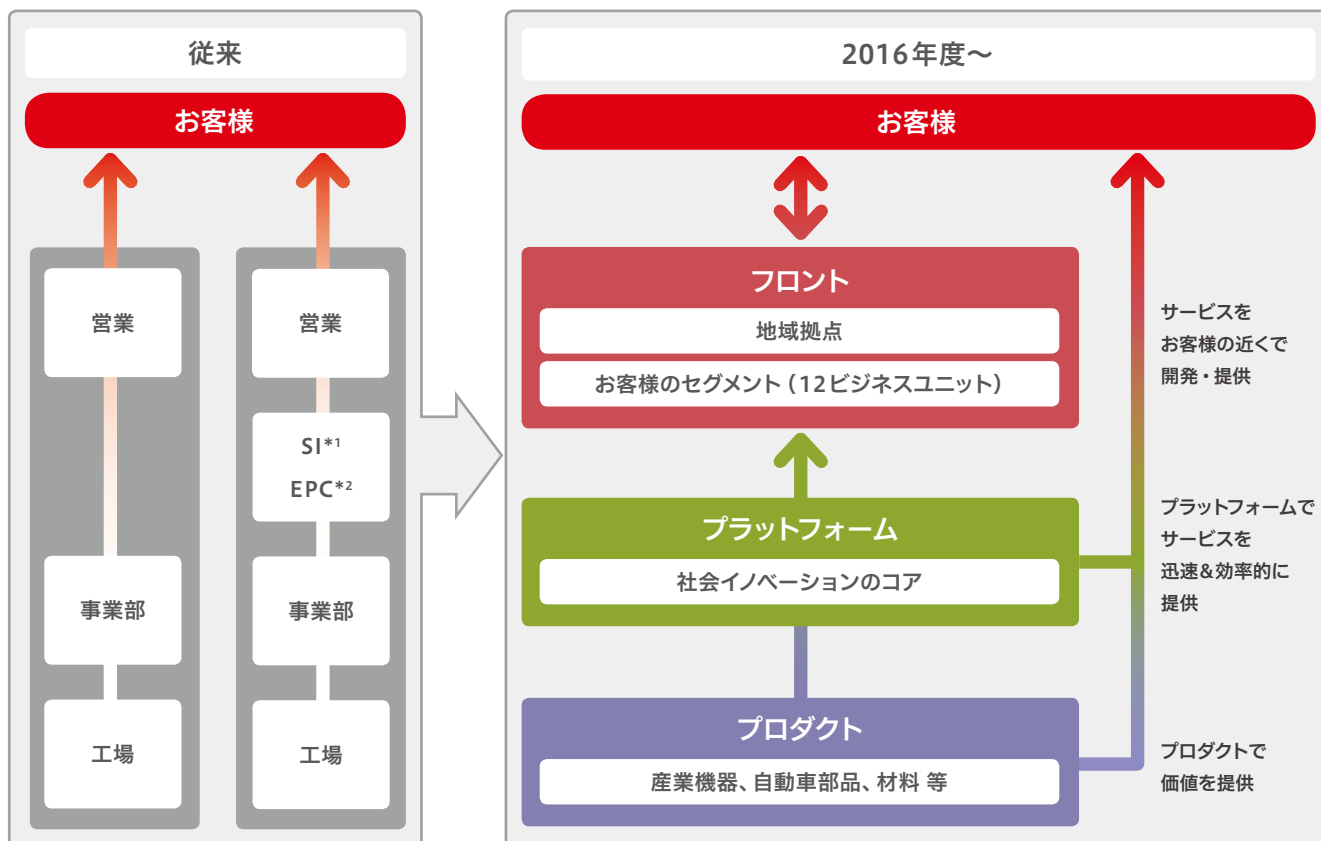 従来
お客様
営業
事業部
工場
営業
SI*1
EPC*2
事業部
工場
2016年度〜
お客様
フロント
地域拠点
お客様のセグメント（12ビジネスユニット）
プラットフォーム
社会イノベーションのコア
プロダクト
産業機器、自動車部品、材料 等
サービスを
お客様の近くで
開発・提供
プラットフォームで
サービスを
迅速&効率的に
提供
プロダクトで
価値を提供